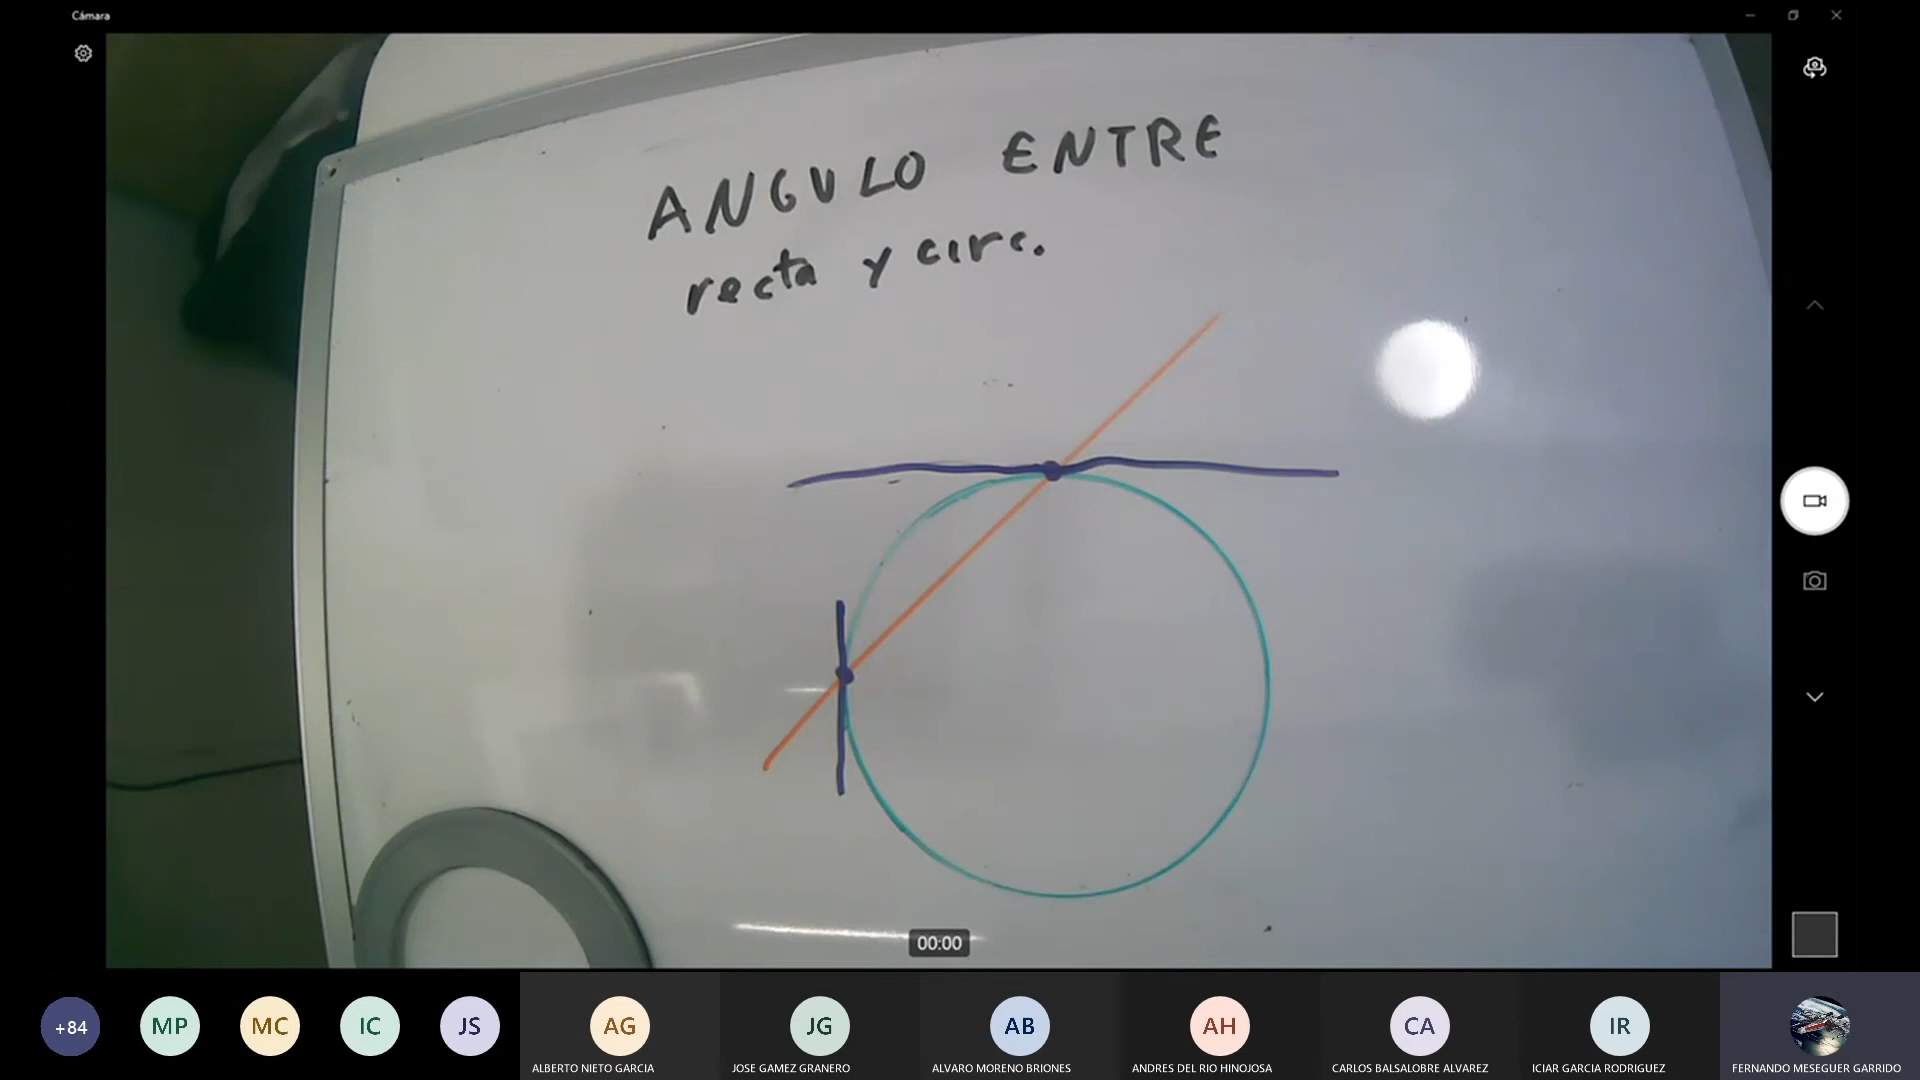 Cámara
ANGULO ENTRE
recta y circ.
00:00
+84
MP
MC
IC
JS
AG
JG
AB
AH
CA
IR
ALBERTO NIETO GARCIA
JOSE GAMEZ GRANERO
ALVARO MORENO BRIONES
ANDRES DEL RIO HINOJOSA
CARLOS BALSALOBRE ALVAREZ
ICIAR GARCIA RODRIGUEZ
FERNANDO MESEGUER GARRIDO